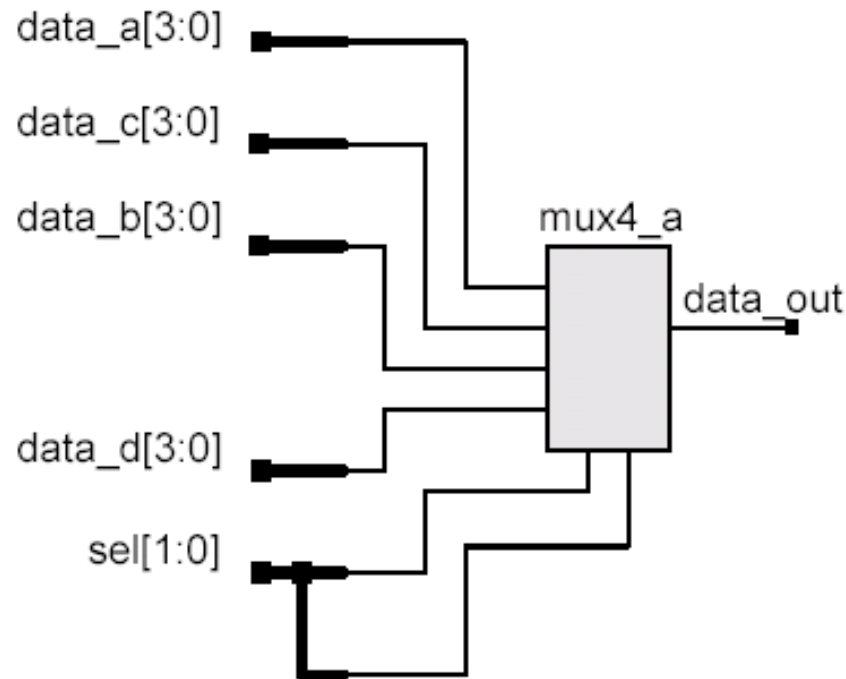 data_a[3:0]
data_c[3:0]
data_b[3:0]
mux4_a
data_out
data_d[3:0]
sel[1:0]